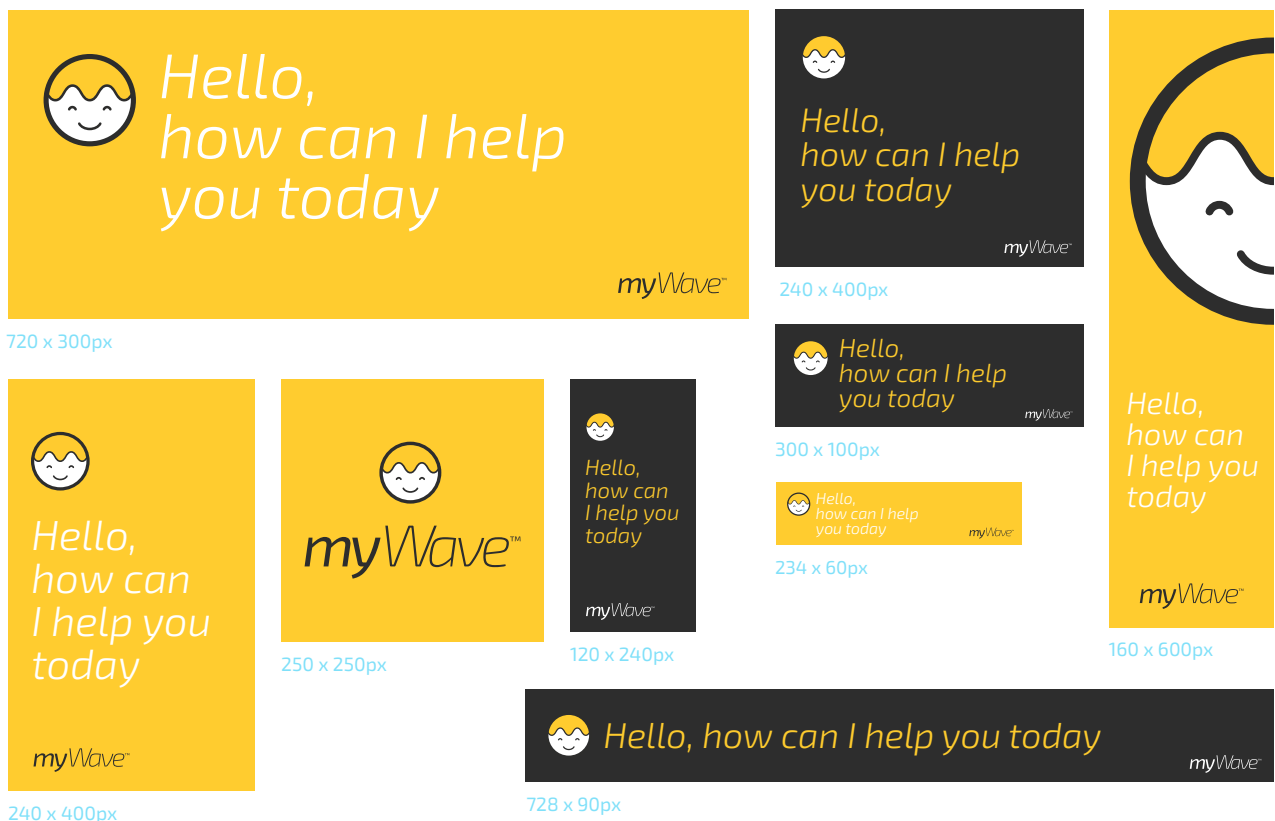 Hello,
how can I help
you today
myWave™
720 x 300px
Hello,
how can I help
you today
myWave™
240 x 400px
Hello,
how can I help
you today
myWave™
300 x 100px
Hello,
how can I help
you today
myWave™
234 x 60px
Hello,
how can
I help you
today
myWave™
160 x 600px
Hello,
how can
I help you
today
myWave™
240 x 400px
myWave™
250 x 250px
Hello,
how can
I help you
today
myWave™
120 x 240px
Hello, how can I help you today
myWave™
728 x 90px